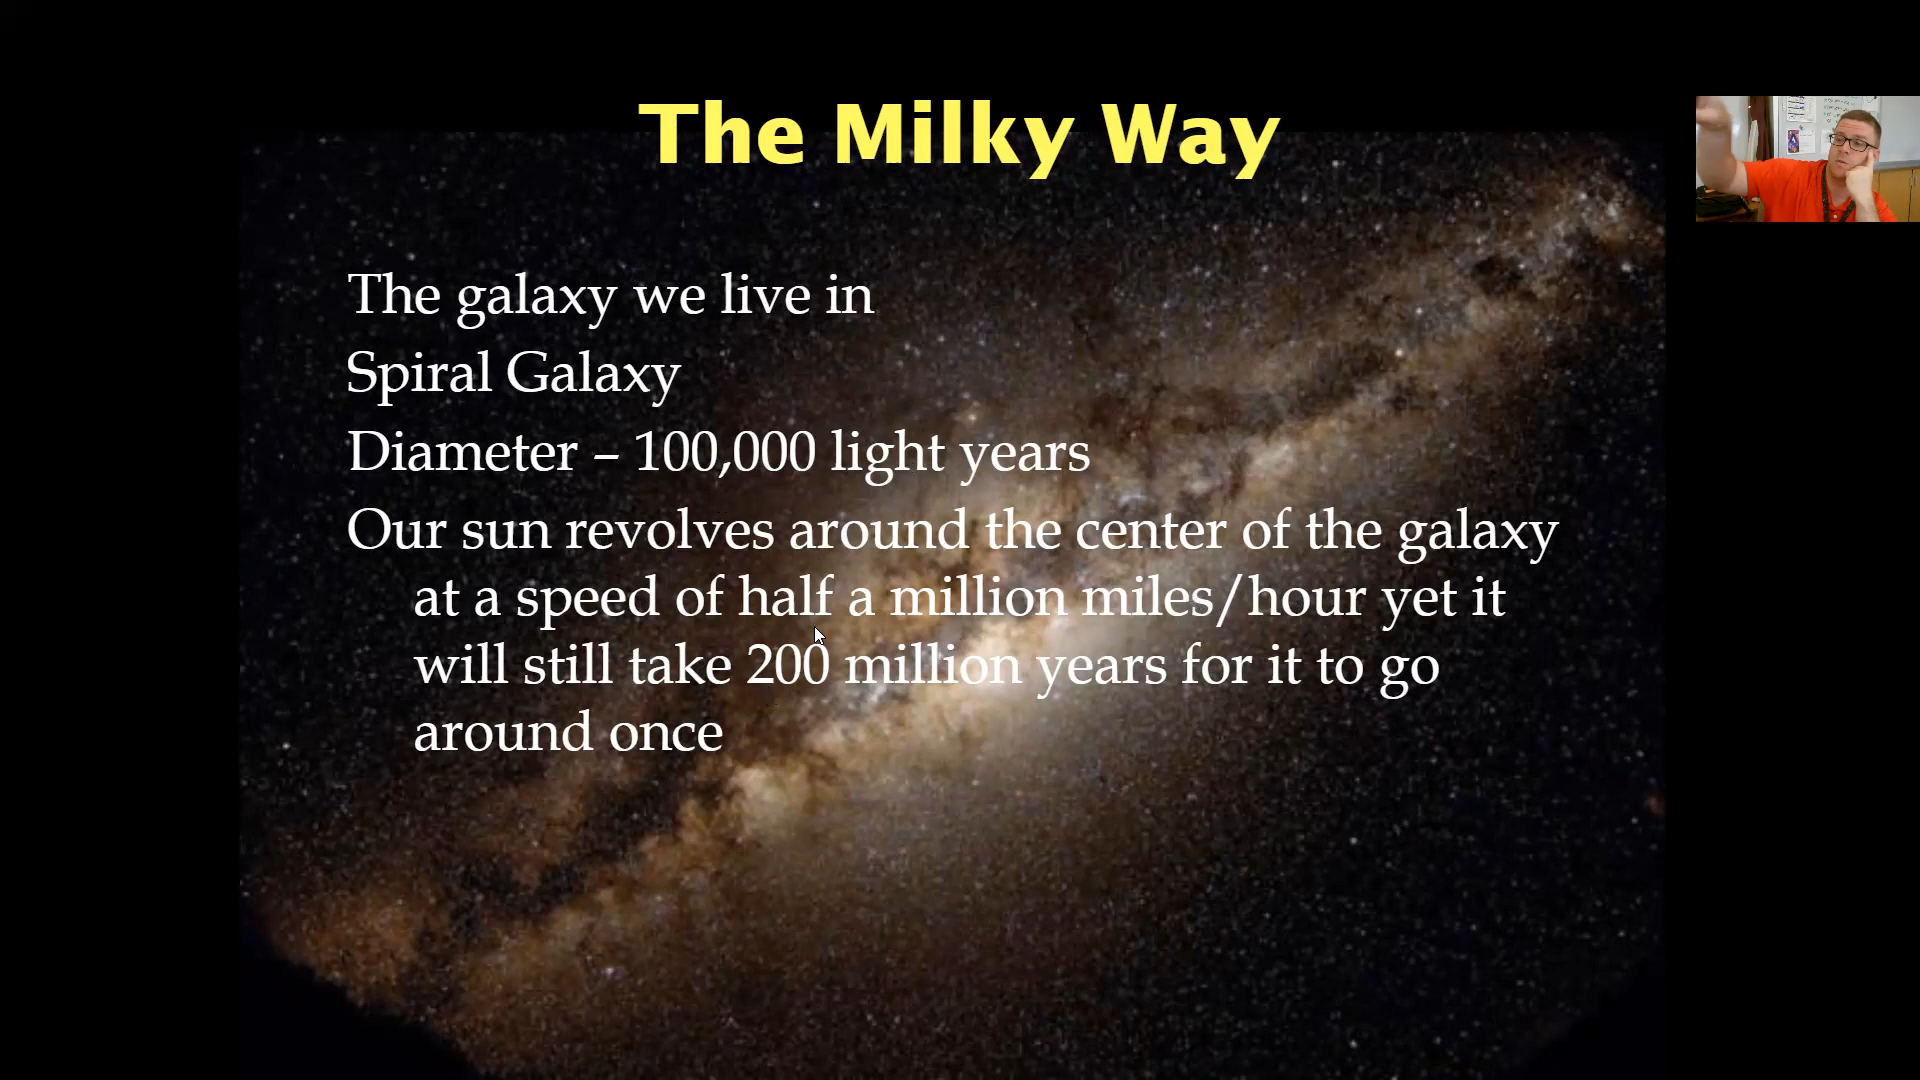 The Milky Way
The galaxy we live in
Spiral Galaxy
Diameter – 100,000 light years
Our sun revolves around the center of the galaxy
at a speed of half a million miles/hour yet it
will still take 200 million years for it to go
around once